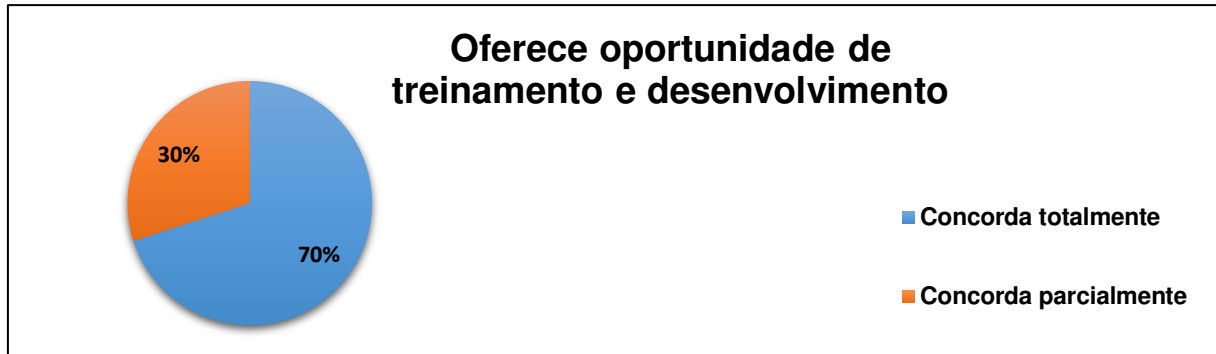 Oferece oportunidade de
treinamento e desenvolvimento
30%
70%
Concorda totalmente
Concorda parcialmente